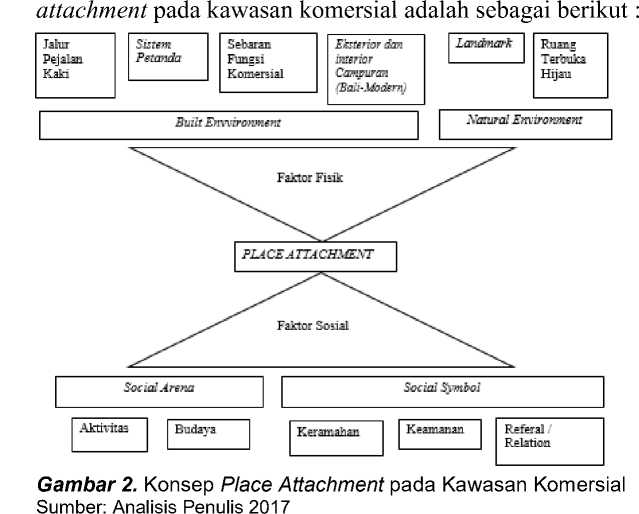 attachment pada kawasan komersial adalah sebagai berikut :
Jalur
Pejalan
Kaki
Sistem
Petanda
Sebaran
Fungsi
Komersial
Eksterior dan
interior
Campuran
(Bali-Modern)
Landmark
Ruang
Terbuka
Hijau
Built Envvironment
Natural Environment
Faktor Fisik
PLACE ATTACHMENT
Faktor Sosial
Social Arena
Social Symbol
Aktivitas
Budaya
Keramahan
Keamanan
Referal /
Relation
Gambar 2. Konsep Place Attachment pada Kawasan Komersial
Sumber: Analisis Penulis 2017